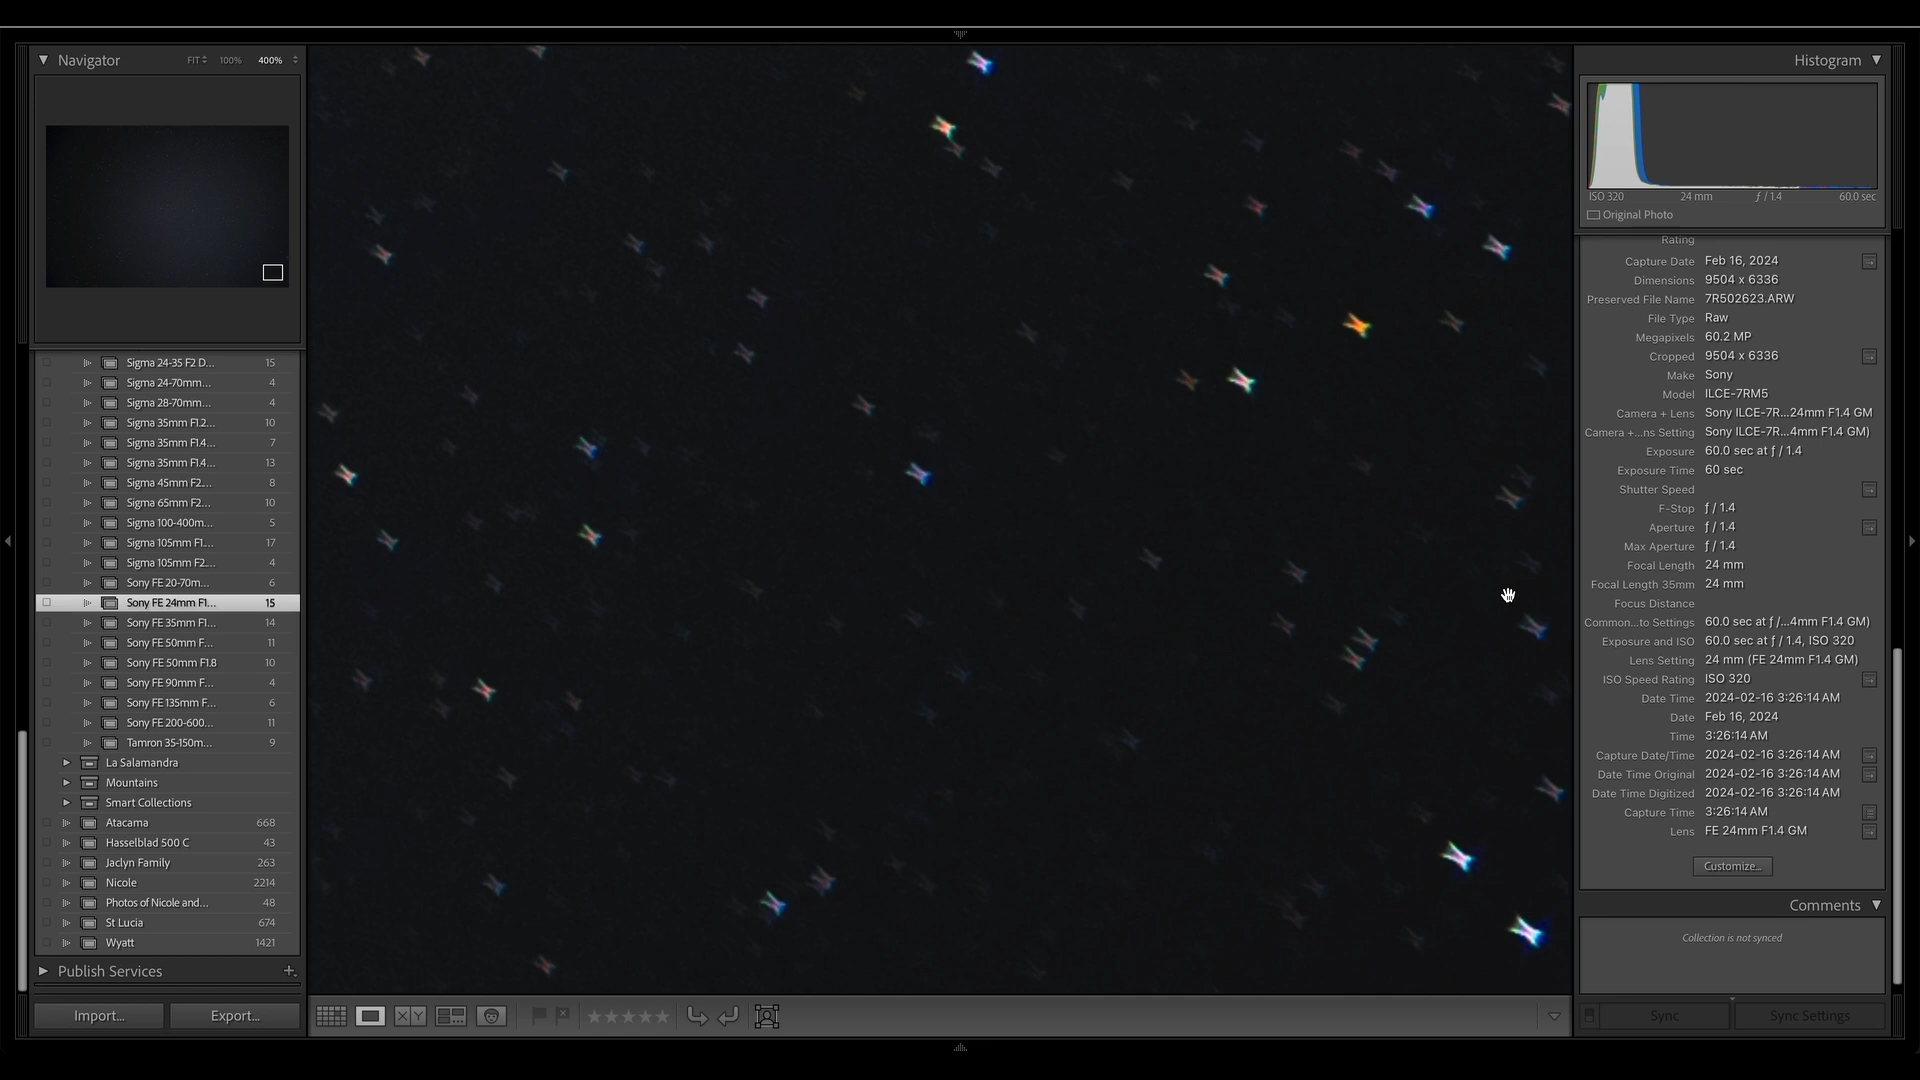 Navigator
FIT 100% 400%
Sigma 24-35 F2 D... 15
Sigma 24-70mm... 4
Sigma 28-70mm... 4
Sigma 35mm F1.2... 10
Sigma 35mm F1.4... 7
Sigma 35mm F1.4... 13
Sigma 45mm F2.... 8
Sigma 65mm F2... 10
Sigma 100-400m... 5
Sigma 105mm F1.... 17
Sigma 105mm F2.... 4
Sony FE 20-70m... 6
Sony FE 24mm F1... 15
Sony FE 35mm F1... 14
Sony FE 50mm F... 11
Sony FE 50mm F1.8 10
Sony FE 90mm F... 4
Sony FE 135mm F... 6
Sony FE 200-600... 11
Tamron 35-150m... 9
La Salamandra
Mountains
Smart Collections
Atacama 668
Hasselblad 500 C 43
Jaclyn Family 263
Nicole 2214
Photos of Nicole and... 48
St Lucia 674
Wyatt 1421
Publish Services
Import... Export...
XY
Histogram
ISO 320 24 mm ƒ / 1.4 60.0 sec
Original Photo
Rating
Capture Date Feb 16, 2024
Dimensions 9504 x 6336
Preserved File Name 7R502623.ARW
File Type Raw
Megapixels 60.2 MP
Cropped 9504 x 6336
Make Sony
Model ILCE-7RM5
Camera + Lens Sony ILCE-7R...24mm F1.4 GM
Camera +...ns Setting Sony ILCE-7R...4mm F1.4 GM)
Exposure 60.0 sec at ƒ / 1.4
Exposure Time 60 sec
Shutter Speed
F-Stop ƒ / 1.4
Aperture ƒ / 1.4
Max Aperture ƒ / 1.4
Focal Length 24 mm
Focal Length 35mm 24 mm
Focus Distance
Common...to Settings 60.0 sec at ƒ /...4mm F1.4 GM)
Exposure and ISO 60.0 sec at ƒ / 1.4, ISO 320
Lens Setting 24 mm (FE 24mm F1.4 GM)
ISO Speed Rating ISO 320
Date Time 2024-02-16 3:26:14 AM
Date Feb 16, 2024
Time 3:26:14 AM
Capture Date/Time 2024-02-16 3:26:14 AM
Date Time Original 2024-02-16 3:26:14 AM
Date Time Digitized 2024-02-16 3:26:14 AM
Capture Time 3:26:14 AM
Lens FE 24mm F1.4 GM
Customize...
Comments
Collection is not synced
Sync Sync Settings